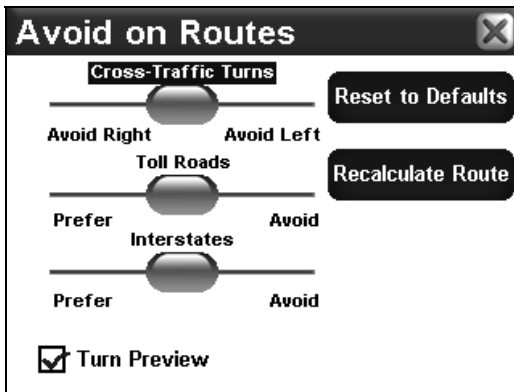 Avoid on Routes
Cross-Traffic Turns
Avoid Right Avoid Left
Toll Roads
Prefer Avoid
Interstates
Prefer Avoid
Turn Preview
Reset to Defaults
Recalculate Route